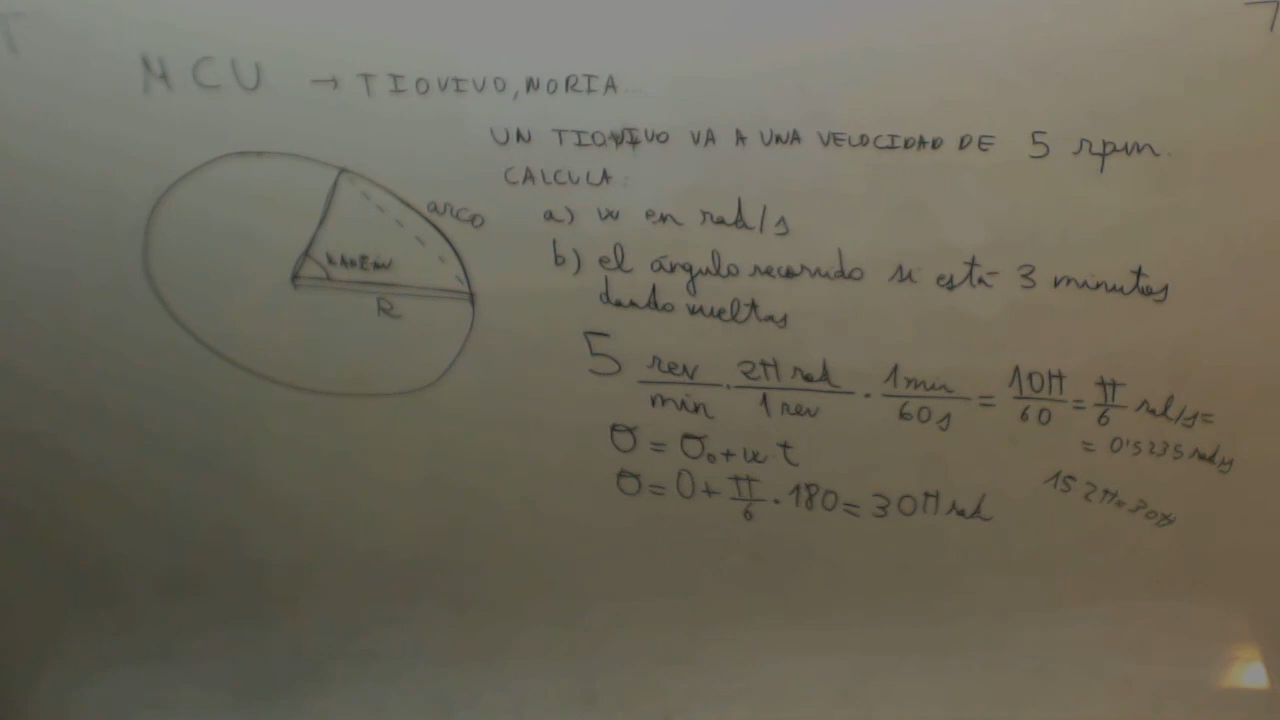 MCU → TIOVIVO, NORIA...
UN TIOVIVO VA A UNA VELOCIDAD DE 5 rpm.
CALCULA:
a) w en rad/s
b) el ángulo recorrido si está 3 minutos
dando vueltas
arco
R
5 rev/min · 2π rad/1 rev · 1 min/60 s = 10π/60 = π/6 rad/s =
= 0'5235 rad/s
θ = θ₀ + w t
θ = 0 + π/6 · 180 = 30π rad
15 2π = 30π